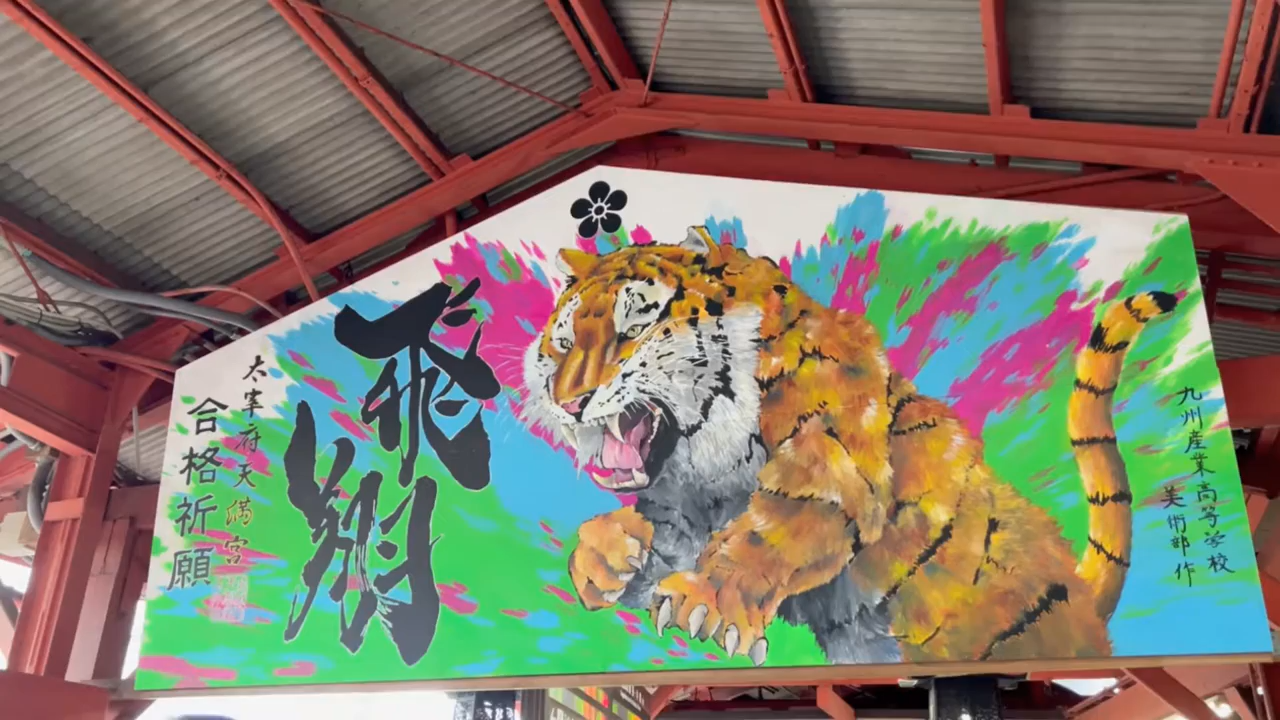 九州産業高等学校
美術部作
飛翔
太宰府天満宮
合格祈願